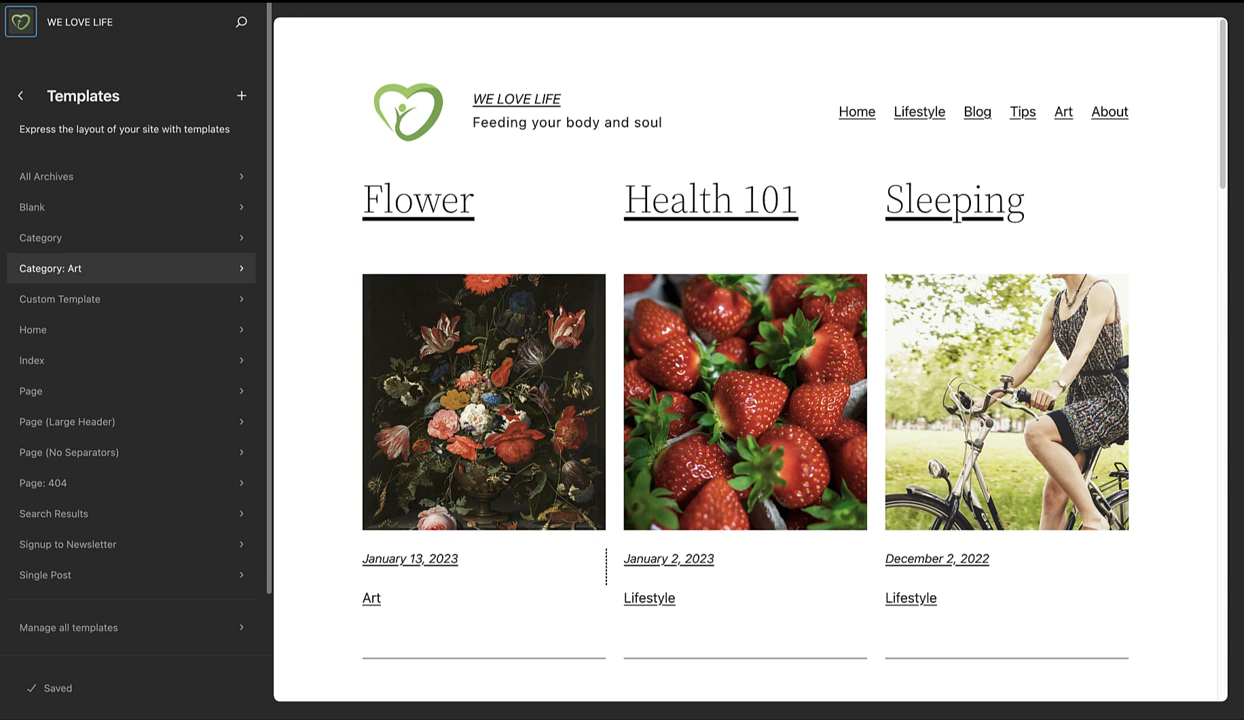 WE LOVE LIFE
Templates
Express the layout of your site with templates
All Archives
Blank
Category
Category: Art
Custom Template
Home
Index
Page
Page (Large Header)
Page (No Separators)
Page: 404
Search Results
Signup to Newsletter
Single Post
Manage all templates
Saved
WE LOVE LIFE
Feeding your body and soul
Home Lifestyle Blog Tips Art About
Flower Health 101 Sleeping
January 13, 2023 January 2, 2023 December 2, 2022
Art Lifestyle Lifestyle